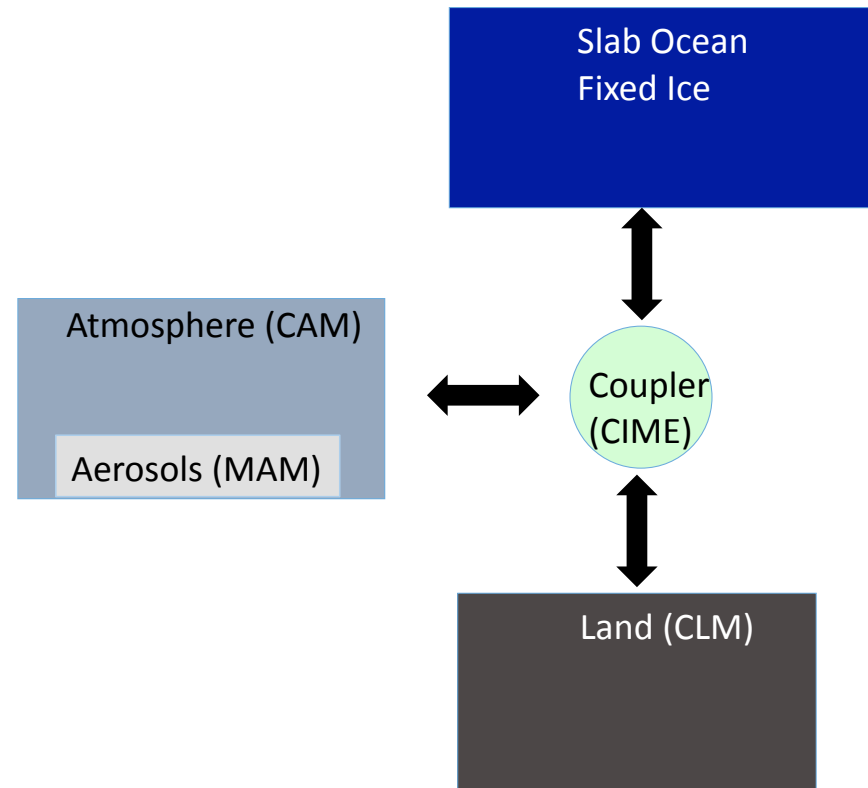 Slab Ocean
Fixed Ice
Atmosphere (CAM)
Aerosols (MAM)
Coupler
(CIME)
Land (CLM)